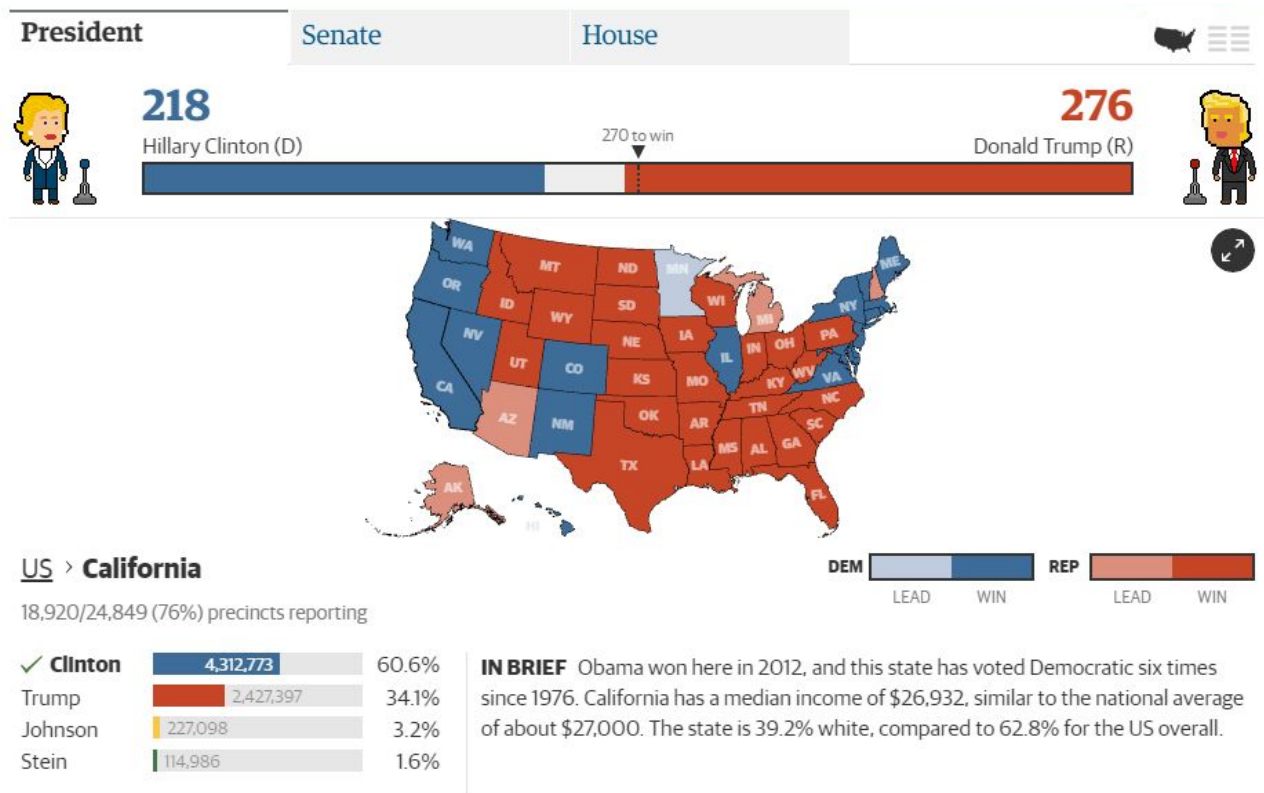 President
Senate
House
218
276
Hillary Clinton (D)
270 to win
Donald Trump (R)
WA
MT
ND
MN
ME
OR
ID
SD
WI
MI
NY
WY
NV
NE
IA
PA
UT
CO
IL
IN
OH
CA
KS
MO
KY
WV
VA
AZ
NM
OK
AR
TN
NC
SC
TX
LA
MS
AL
GA
AK
FL
HI
US > California
DEM
LEAD
WIN
REP
LEAD
WIN
18,920/24,849 (76%) precincts reporting
Clinton 4,312,773 60.6%
Trump 2,427,397 34.1%
Johnson 227,098 3.2%
Stein 114,986 1.6%
IN BRIEF Obama won here in 2012, and this state has voted Democratic six times
since 1976. California has a median income of $26,932, similar to the national average
of about $27,000. The state is 39.2% white, compared to 62.8% for the US overall.